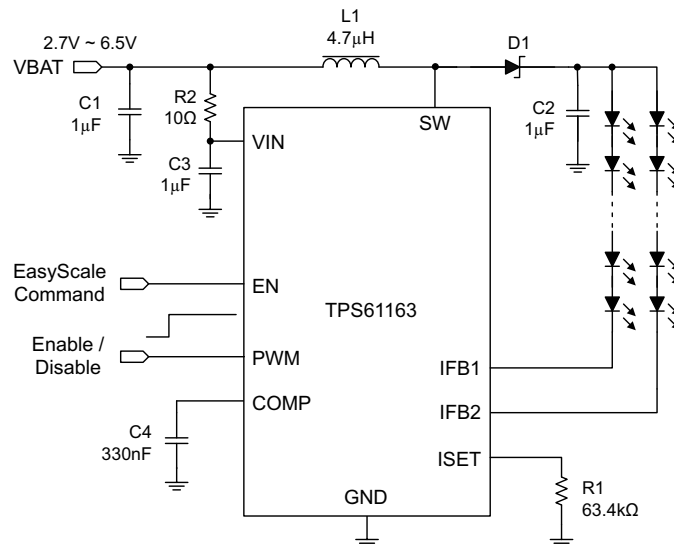 L1
4.7µH
D1
2.7V ~ 6.5V
VBAT
C1
1µF
R2
10Ω
C2
1µF
SW
VIN
C3
1µF
EasyScale
Command
EN
TPS61163
Enable /
Disable
PWM
IFB1
COMP
IFB2
C4
330nF
ISET
R1
63.4kΩ
GND